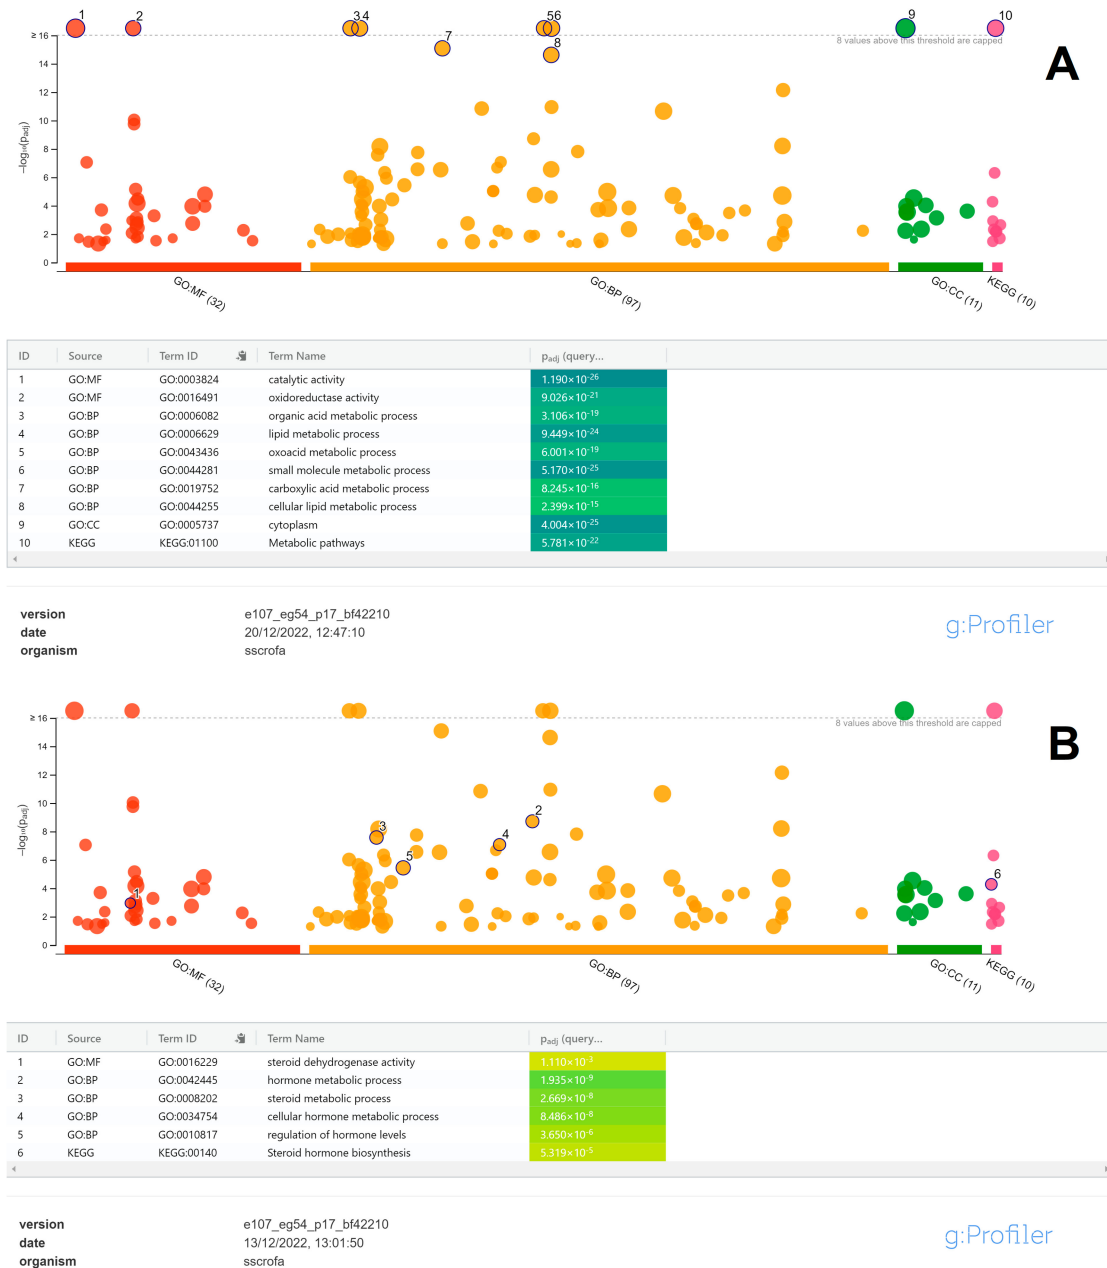 1 2 3 4 5 6 9 10
≥ 16
8 values above this threshold are capped
A
7
8
14
12
10
8
6
4
2
0
-log₁₀(p_adj)
GO:MF (32) GO:BP (97) GO:CC (11) KEGG (10)
ID Source Term ID Term Name p_adj (query...
1 GO:MF GO:0003824 catalytic activity 1.190×10⁻²⁶
2 GO:MF GO:0016491 oxidoreductase activity 9.026×10⁻²¹
3 GO:BP GO:0006082 organic acid metabolic process 3.106×10⁻¹⁹
4 GO:BP GO:0006629 lipid metabolic process 9.449×10⁻²⁴
5 GO:BP GO:0043436 oxoacid metabolic process 6.001×10⁻¹⁹
6 GO:BP GO:0044281 small molecule metabolic process 5.170×10⁻²⁵
7 GO:BP GO:0019752 carboxylic acid metabolic process 8.245×10⁻¹⁶
8 GO:BP GO:0044255 cellular lipid metabolic process 2.399×10⁻¹⁵
9 GO:CC GO:0005737 cytoplasm 4.004×10⁻²⁵
10 KEGG KEGG:01100 Metabolic pathways 5.781×10⁻²²
version e107_eg54_p17_bf42210
date 20/12/2022, 12:47:10
organism sscrofa
g:Profiler
≥ 16
8 values above this threshold are capped
B
14
12
10
8
6
4
2
0
-log₁₀(p_adj)
2
3
4
5
6
1
GO:MF (32) GO:BP (97) GO:CC (11) KEGG (10)
ID Source Term ID Term Name p_adj (query...
1 GO:MF GO:0016229 steroid dehydrogenase activity 1.110×10⁻³
2 GO:BP GO:0042445 hormone metabolic process 1.935×10⁻⁹
3 GO:BP GO:0008202 steroid metabolic process 2.669×10⁻⁸
4 GO:BP GO:0034754 cellular hormone metabolic process 8.486×10⁻⁸
5 GO:BP GO:0010817 regulation of hormone levels 3.650×10⁻⁶
6 KEGG KEGG:00140 Steroid hormone biosynthesis 5.319×10⁻⁵
version e107_eg54_p17_bf42210
date 13/12/2022, 13:01:50
organism sscrofa
g:Profiler